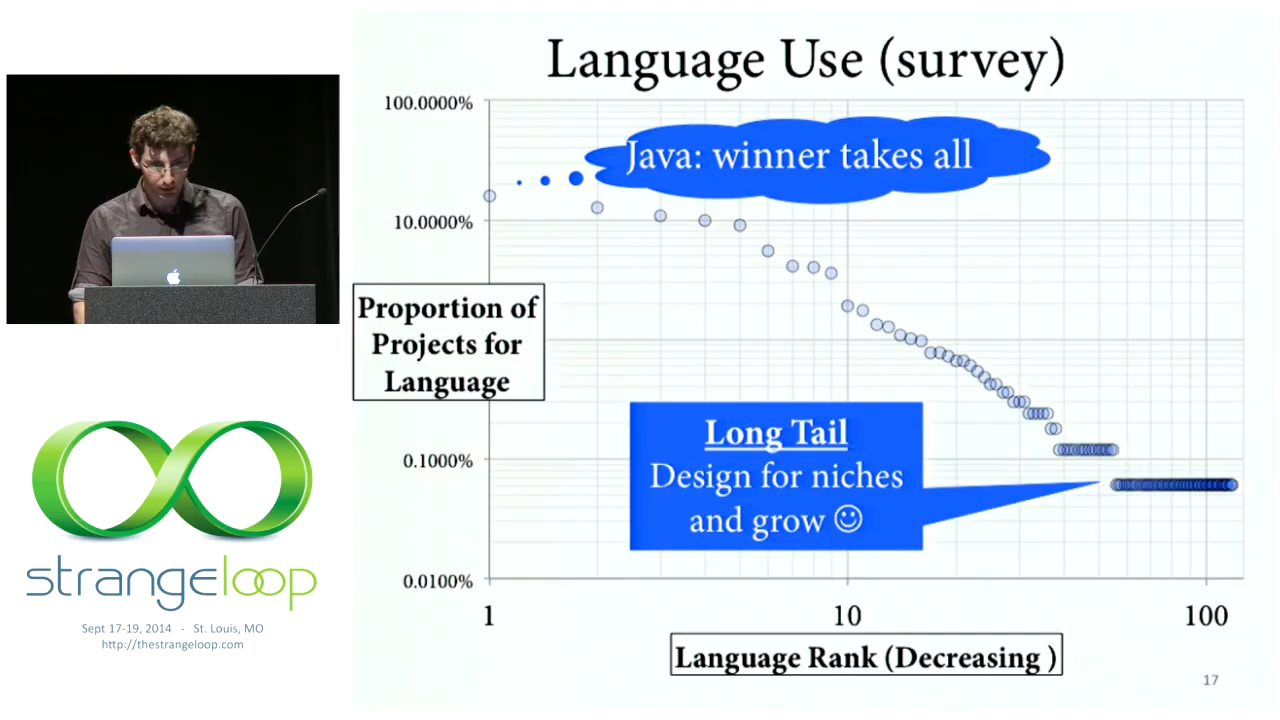 Language Use (survey)
100.0000%
Java: winner takes all
10.0000%
Proportion of
Projects for
Language
Long Tail
Design for niches
and grow ☺
0.1000%
0.0100%
1
10
100
Language Rank (Decreasing )
17
strangeloop
Sept 17-19, 2014 - St. Louis, MO
http://thestrangeloop.com